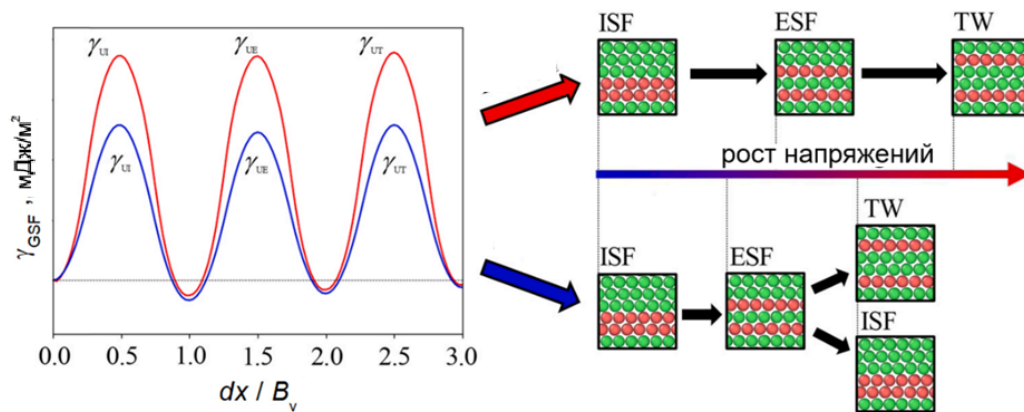 γUI γUE γUT
γUI γUE γUT
γGSF , мДж/м²
0.0 0.5 1.0 1.5 2.0 2.5 3.0
dx / Bγ
ISF ESF TW
рост напряжений
TW
ISF ESF
ISF